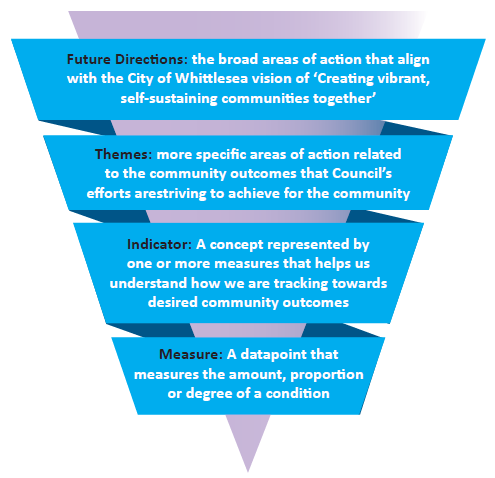 Future Directions: the broad areas of action that align
with the City of Whittlesea vision of ‘Creating vibrant,
self-sustaining communities together’
Themes: more specific areas of action related
to the community outcomes that Council’s
efforts arestriving to achieve for the community
Indicator: A concept represented by
one or more measures that helps us
understand how we are tracking towards
desired community outcomes
Measure: A datapoint that
measures the amount, proportion
or degree of a condition